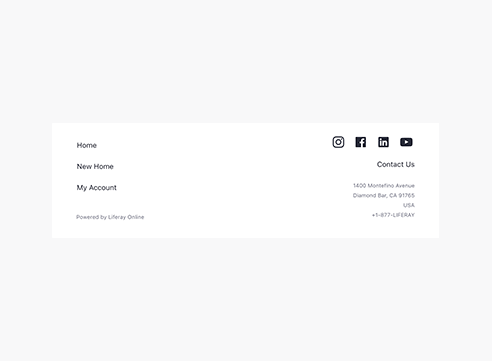 Home
New Home
My Account
Powered by Liferay Online
Contact Us
1400 Montefino Avenue
Diamond Bar, CA 91765
USA
+1-877-LIFERAY